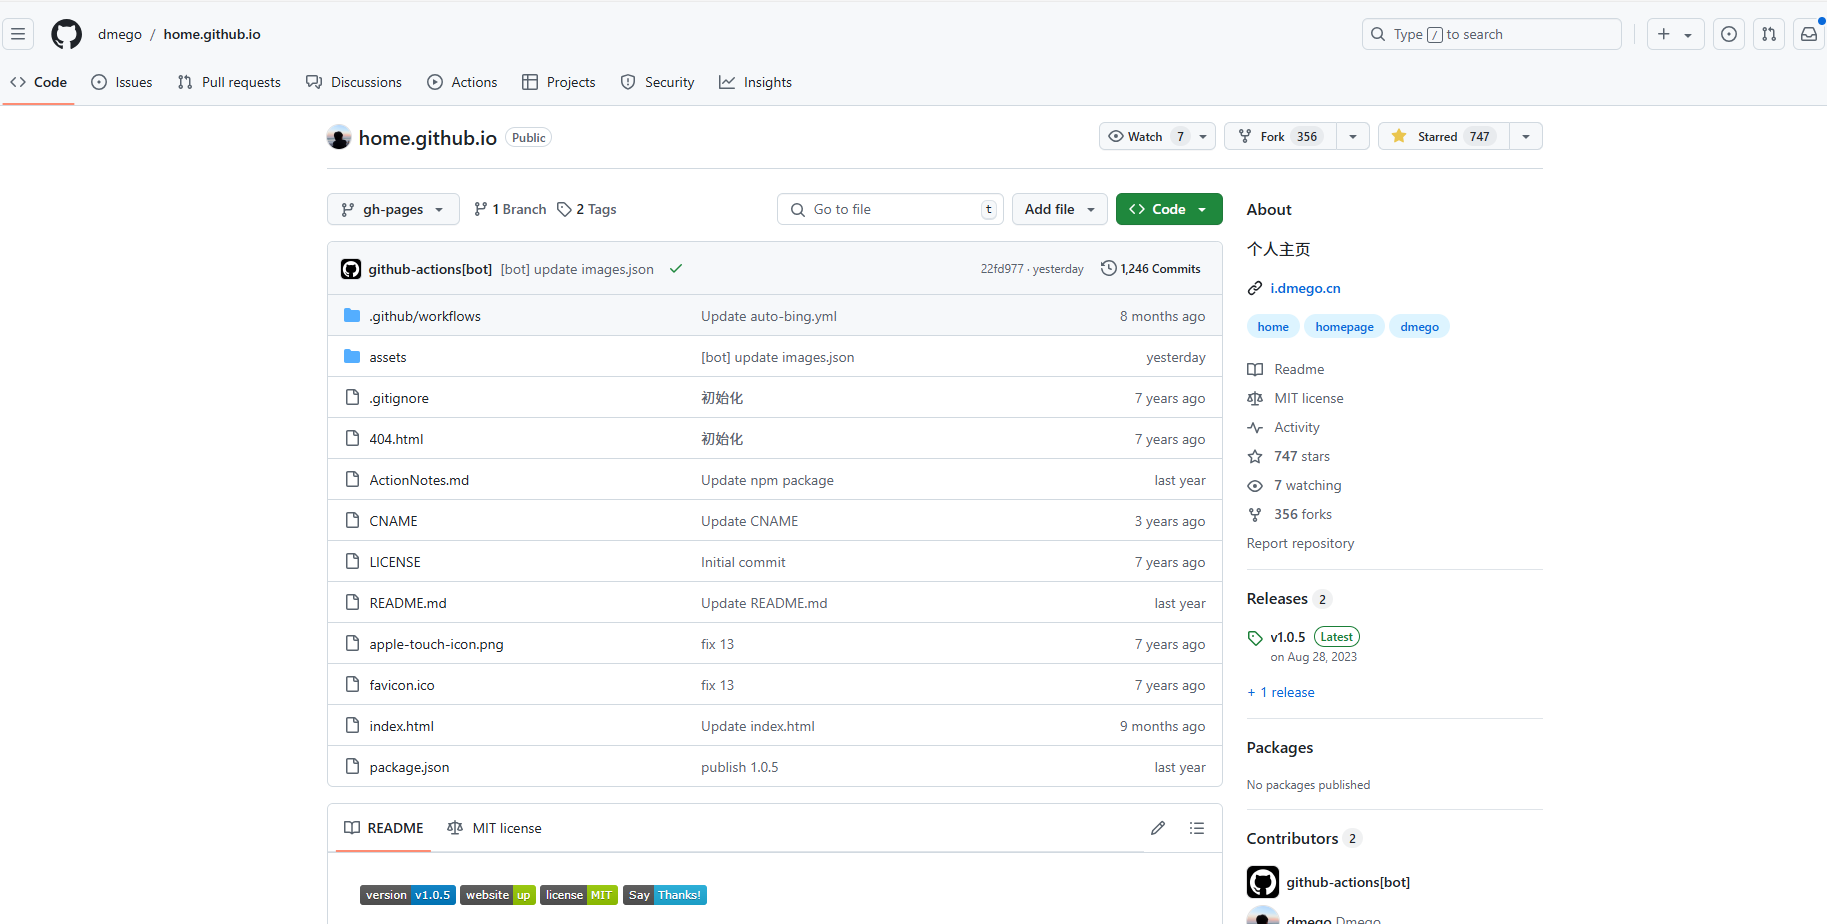 dmego / home.github.io
Type / to search
Code Issues Pull requests Discussions Actions Projects Security Insights
home.github.io Public
Watch 7 Fork 356 Starred 747
gh-pages 1 Branch 2 Tags Go to file t Add file Code
github-actions[bot] [bot] update images.json 22fd977 · yesterday 1,246 Commits
.github/workflows Update auto-bing.yml 8 months ago
assets [bot] update images.json yesterday
.gitignore 初始化 7 years ago
404.html 初始化 7 years ago
ActionNotes.md Update npm package last year
CNAME Update CNAME 3 years ago
LICENSE Initial commit 7 years ago
README.md Update README.md last year
apple-touch-icon.png fix 13 7 years ago
favicon.ico fix 13 7 years ago
index.html Update index.html 9 months ago
package.json publish 1.0.5 last year
README MIT license
version v1.0.5 website up license MIT Say Thanks!
About
个人主页
i.dmego.cn
home homepage dmego
Readme
MIT license
Activity
747 stars
7 watching
356 forks
Report repository
Releases 2
v1.0.5 Latest
on Aug 28, 2023
+ 1 release
Packages
No packages published
Contributors 2
github-actions[bot]
dmego Dmego